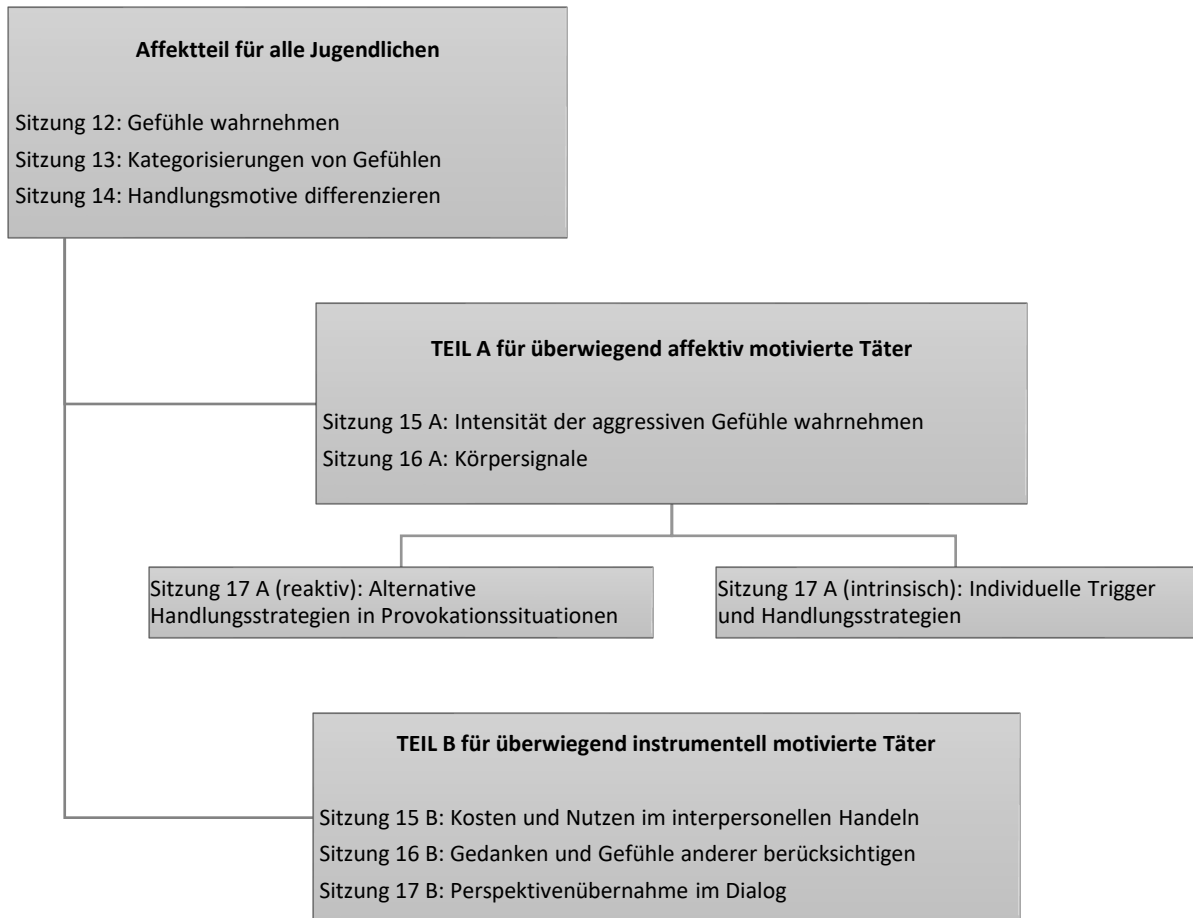 Affektteil für alle Jugendlichen
Sitzung 12: Gefühle wahrnehmen
Sitzung 13: Kategorisierungen von Gefühlen
Sitzung 14: Handlungsmotive differenzieren
TEIL A für überwiegend affektiv motivierte Täter
Sitzung 15 A: Intensität der aggressiven Gefühle wahrnehmen
Sitzung 16 A: Körpersignale
Sitzung 17 A (reaktiv): Alternative
Handlungsstrategien in Provokationssituationen
Sitzung 17 A (intrinsisch): Individuelle Trigger
und Handlungsstrategien
TEIL B für überwiegend instrumentell motivierte Täter
Sitzung 15 B: Kosten und Nutzen im interpersonellen Handeln
Sitzung 16 B: Gedanken und Gefühle anderer berücksichtigen
Sitzung 17 B: Perspektivenübernahme im Dialog